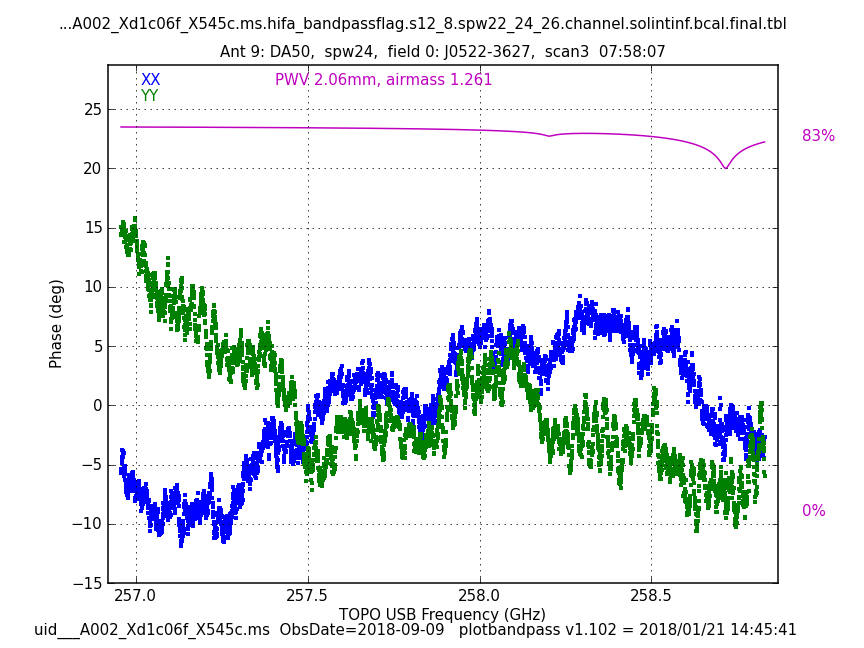 ...A002_Xd1c06f_X545c.ms.hifa_bandpassflag.s12_8.spw22_24_26.channel.solintinf.bcal.final.tbl
Ant 9: DA50,  spw24,  field 0: J0522-3627,  scan3  07:58:07
XX
PWV 2.06mm, airmass 1.261
YY
25
20
15
10
5
0
−5
−10
−15
83%
0%
Phase (deg)
257.0
257.5
258.0
258.5
TOPO USB Frequency (GHz)
uid___A002_Xd1c06f_X545c.ms  ObsDate=2018-09-09   plotbandpass v1.102 = 2018/01/21 14:45:41